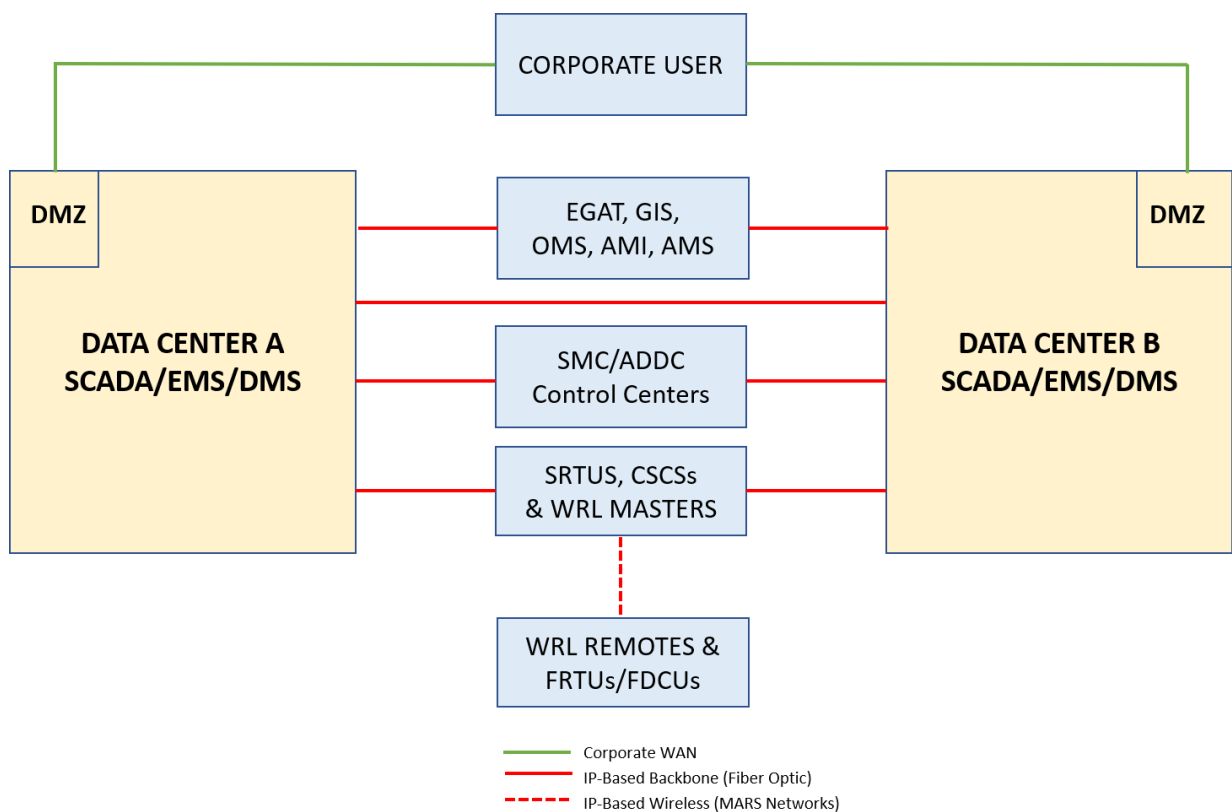 CORPORATE USER
DMZ
EGAT, GIS,
OMS, AMI, AMS
DMZ
DATA CENTER A
SCADA/EMS/DMS
SMC/ADDC
Control Centers
DATA CENTER B
SCADA/EMS/DMS
SRTUS, CSCSs
& WRL MASTERS
WRL REMOTES &
FRTUs/FDCUs
Corporate WAN
IP-Based Backbone (Fiber Optic)
IP-Based Wireless (MARS Networks)